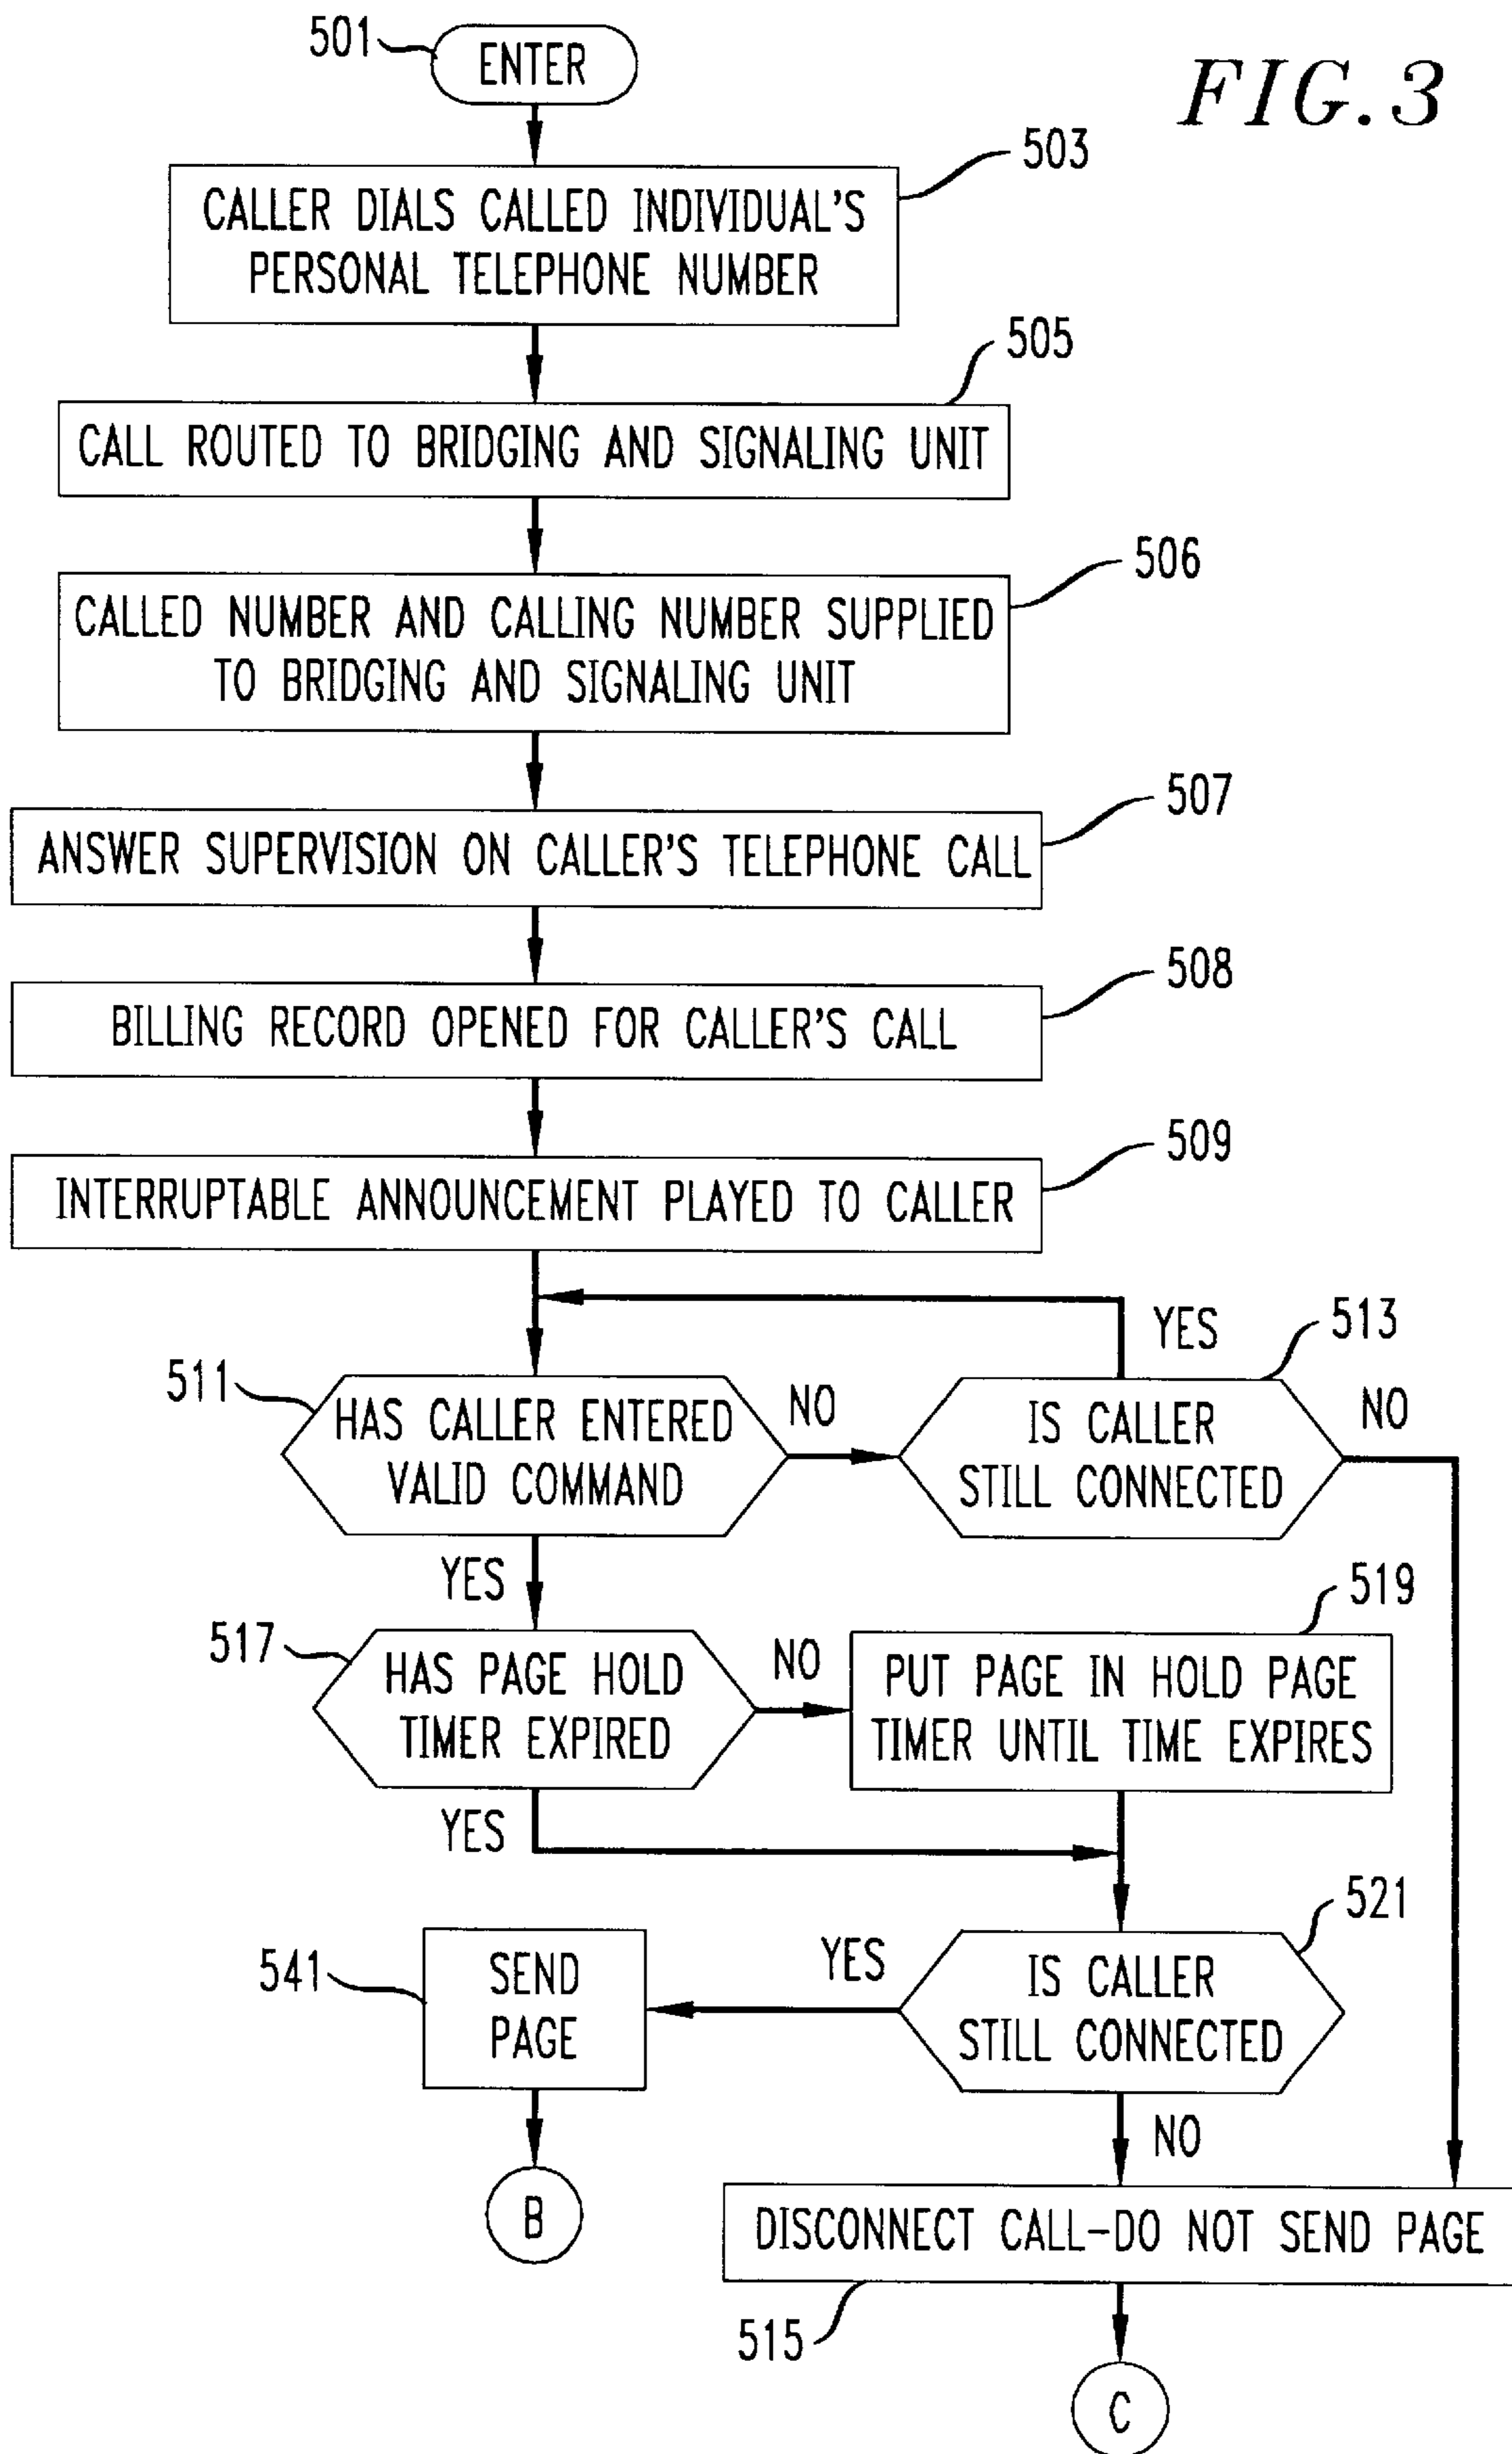 FIG. 3
501
ENTER
503
CALLER DIALS CALLED INDIVIDUAL'S
PERSONAL TELEPHONE NUMBER
505
CALL ROUTED TO BRIDGING AND SIGNALING UNIT
506
CALLED NUMBER AND CALLING NUMBER SUPPLIED
TO BRIDGING AND SIGNALING UNIT
507
ANSWER SUPERVISION ON CALLER'S TELEPHONE CALL
508
BILLING RECORD OPENED FOR CALLER'S CALL
509
INTERRUPTABLE ANNOUNCEMENT PLAYED TO CALLER
511
HAS CALLER ENTERED
VALID COMMAND
NO
YES
513
IS CALLER
STILL CONNECTED
NO
YES
517
HAS PAGE HOLD
TIMER EXPIRED
NO
519
PUT PAGE IN HOLD PAGE
TIMER UNTIL TIME EXPIRES
YES
521
IS CALLER
STILL CONNECTED
YES
541
SEND
PAGE
NO
B
DISCONNECT CALL-DO NOT SEND PAGE
515
C